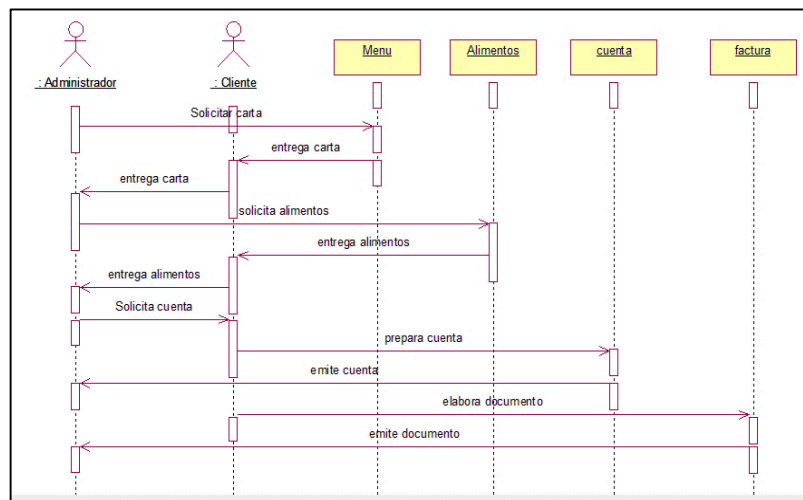 Menu
Alimentos
cuenta
factura
: Administrador
: Cliente
Solicitar carta
entrega carta
entrega carta
solicita alimentos
entrega alimentos
entrega alimentos
Solicita cuenta
prepara cuenta
emite cuenta
elabora documento
emite documento